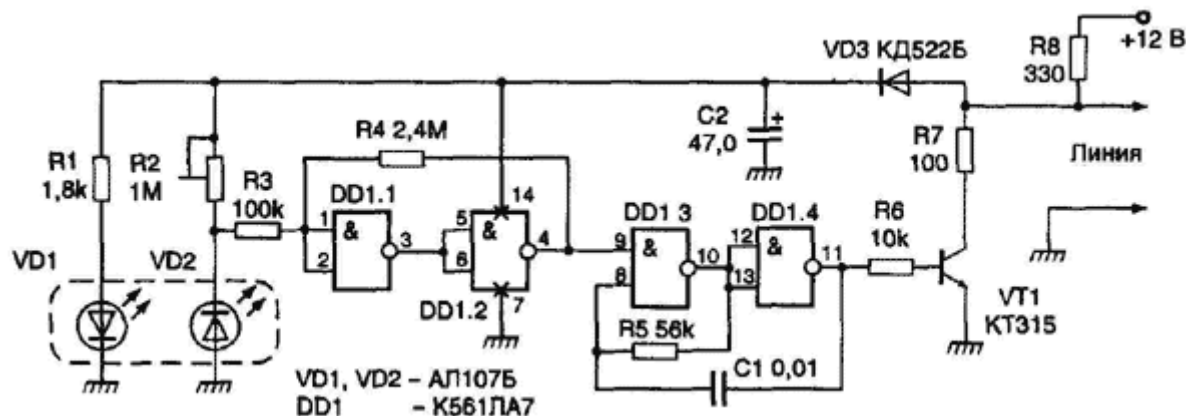 +12 В
VD3 КД522Б
R8
330
R4 2,4М
C2
47,0
+
R7
100
Линия
R1
1,8k
R2
1М
R3
100k
DD1.1
&
1
2
3
5
6
&
14
4
7
DD1.2
DD1 3
&
9
8
10
DD1.4
&
12
13
11
R6
10k
R5 56k
C1 0,01
VT1
КТ315
VD1
VD2
VD1, VD2 – АЛ107Б
DD1 – К561ЛА7